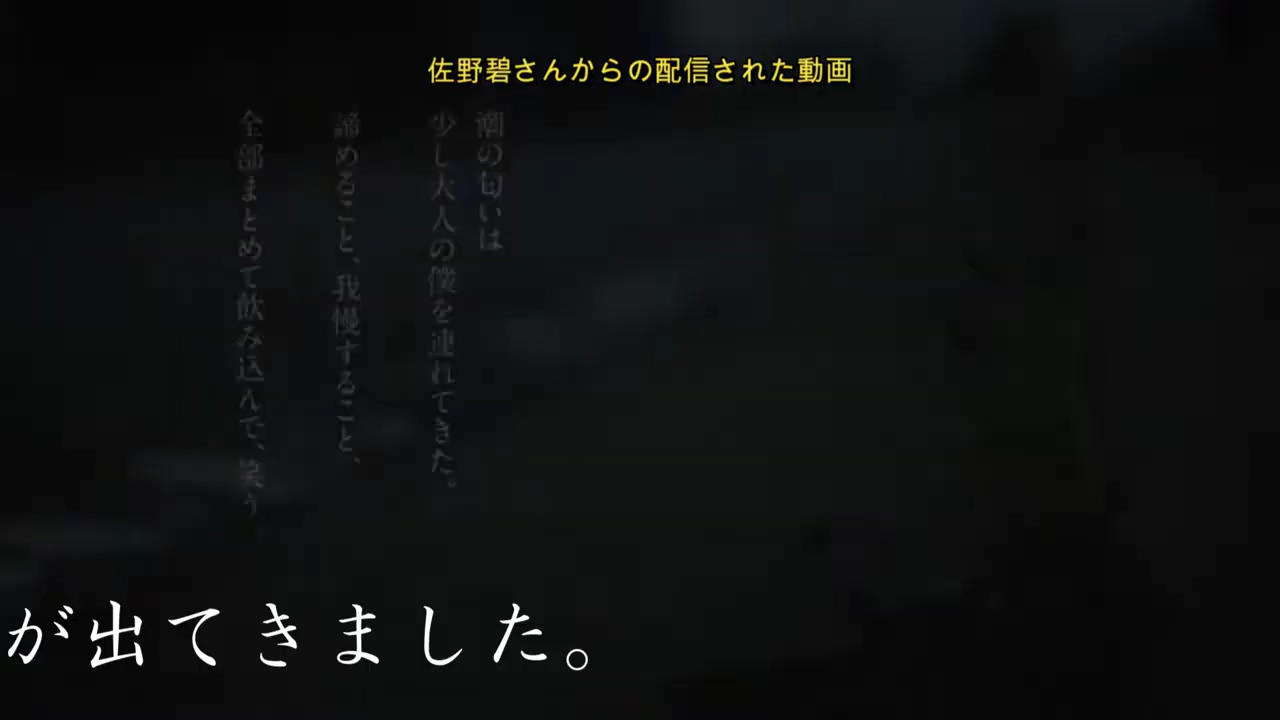 佐野碧さんからの配信された動画
潮の匂いは
少し大人の僕を連れてきた。
諦めること、我慢すること、
全部まとめて飲み込んで、笑う
が出てきました。